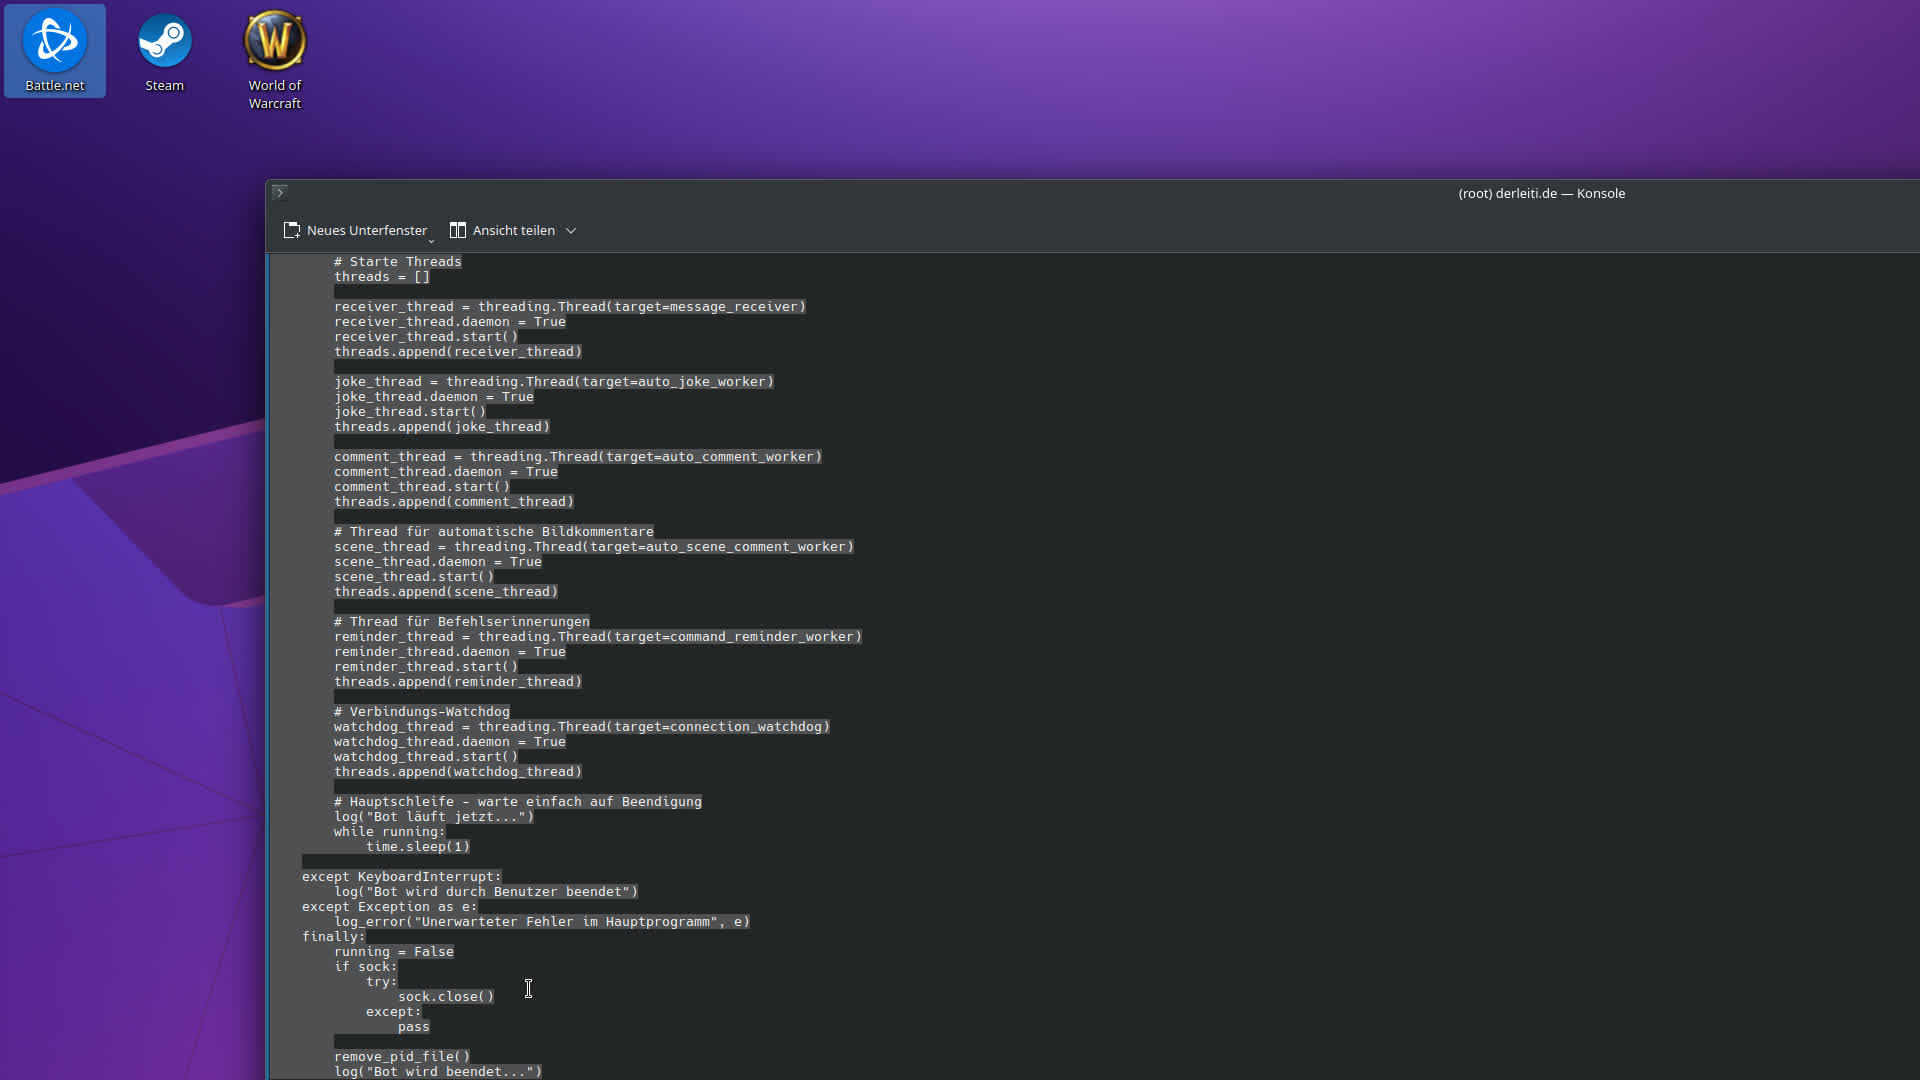 Battle.net
Steam
World of
Warcraft
(root) derleiti.de — Konsole
Neues Unterfenster
Ansicht teilen
# Starte Threads
threads = []
receiver_thread = threading.Thread(target=message_receiver)
receiver_thread.daemon = True
receiver_thread.start()
threads.append(receiver_thread)
joke_thread = threading.Thread(target=auto_joke_worker)
joke_thread.daemon = True
joke_thread.start()
threads.append(joke_thread)
comment_thread = threading.Thread(target=auto_comment_worker)
comment_thread.daemon = True
comment_thread.start()
threads.append(comment_thread)
# Thread für automatische Bildkommentare
scene_thread = threading.Thread(target=auto_scene_comment_worker)
scene_thread.daemon = True
scene_thread.start()
threads.append(scene_thread)
# Thread für Befehlserinnerungen
reminder_thread = threading.Thread(target=command_reminder_worker)
reminder_thread.daemon = True
reminder_thread.start()
threads.append(reminder_thread)
# Verbindungs-Watchdog
watchdog_thread = threading.Thread(target=connection_watchdog)
watchdog_thread.daemon = True
watchdog_thread.start()
threads.append(watchdog_thread)
# Hauptschleife - warte einfach auf Beendigung
log("Bot läuft jetzt...")
while running:
time.sleep(1)
except KeyboardInterrupt:
log("Bot wird durch Benutzer beendet")
except Exception as e:
log_error("Unerwarteter Fehler im Hauptprogramm", e)
finally:
running = False
if sock:
try:
sock.close()
except:
pass
remove_pid_file()
log("Bot wird beendet...")